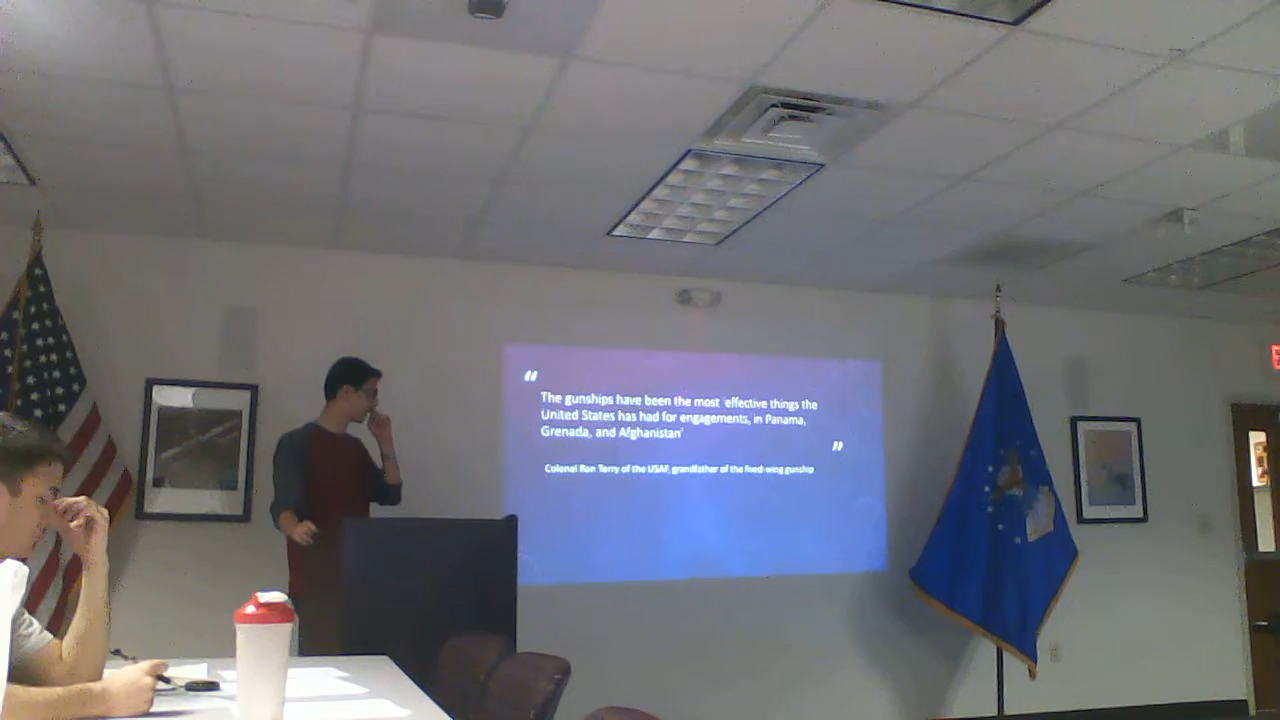 “
The gunships have been the most 'effective things the
United States has had for engagements, in Panama,
Grenada, and Afghanistan'
”
Colonel Ron Terry of the USAF, grandfather of the fixed-wing gunship